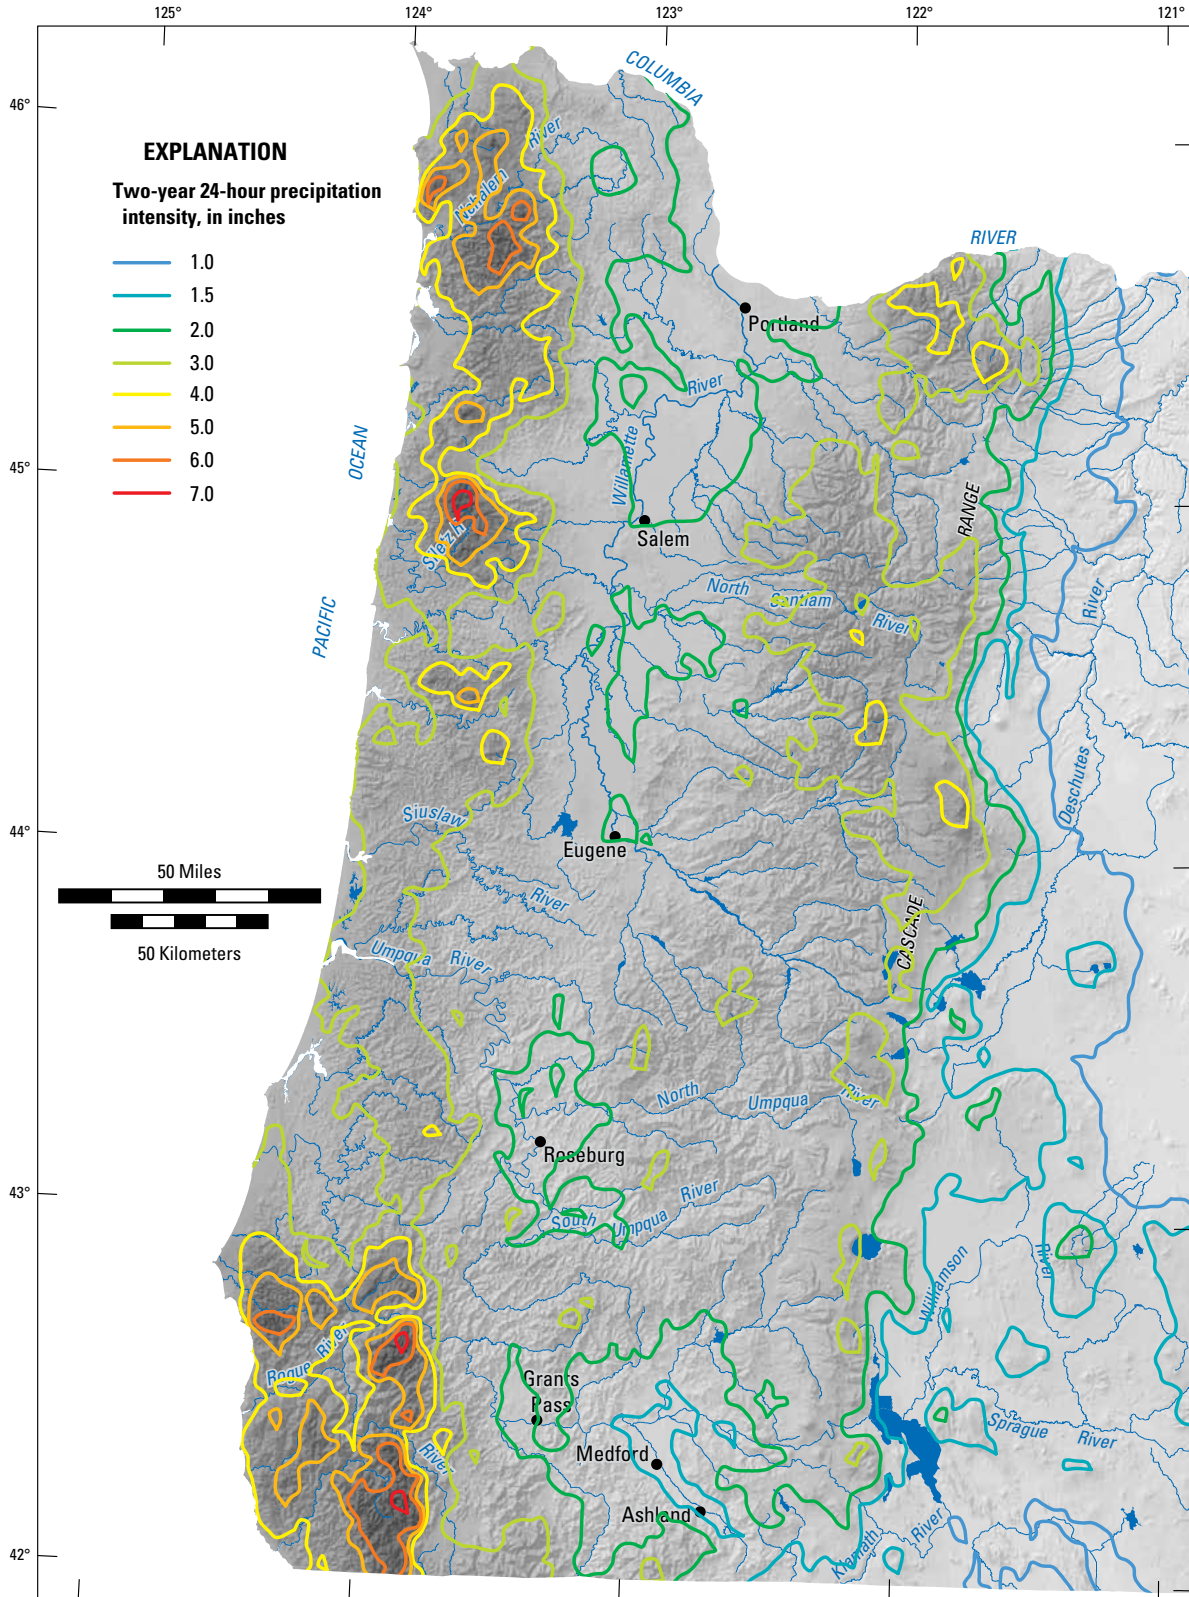 125°
124°
123°
122°
121°
46°
45°
44°
43°
42°
EXPLANATION
Two-year 24-hour precipitation
intensity, in inches
1.0
1.5
2.0
3.0
4.0
5.0
6.0
7.0
COLUMBIA
RIVER
Nehalem
River
Portland
River
Willamette
PACIFIC
OCEAN
Salem
Siletz
RANGE
North Santiam
River
River
Deschutes
Siuslaw
River
Eugene
50 Miles
50 Kilometers
CASCADE
Umpqua River
North
Umpqua
River
Roseburg
South Umpqua River
Williamson
River
Rogue River
Grants
Pass
River
Medford
Ashland
Sprague River
Klamath
River